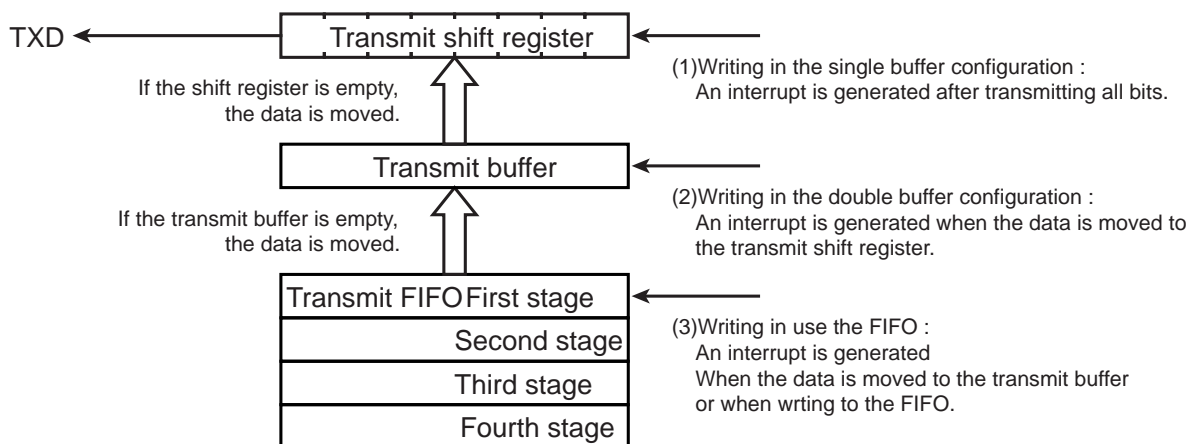 TXD
Transmit shift register
(1)Writing in the single buffer configuration :
An interrupt is generated after transmitting all bits.
If the shift register is empty,
the data is moved.
Transmit buffer
(2)Writing in the double buffer configuration :
An interrupt is generated when the data is moved to
the transmit shift register.
If the transmit buffer is empty,
the data is moved.
Transmit FIFO First stage
Second stage
Third stage
Fourth stage
(3)Writing in use the FIFO :
An interrupt is generated
When the data is moved to the transmit buffer
or when wrting to the FIFO.